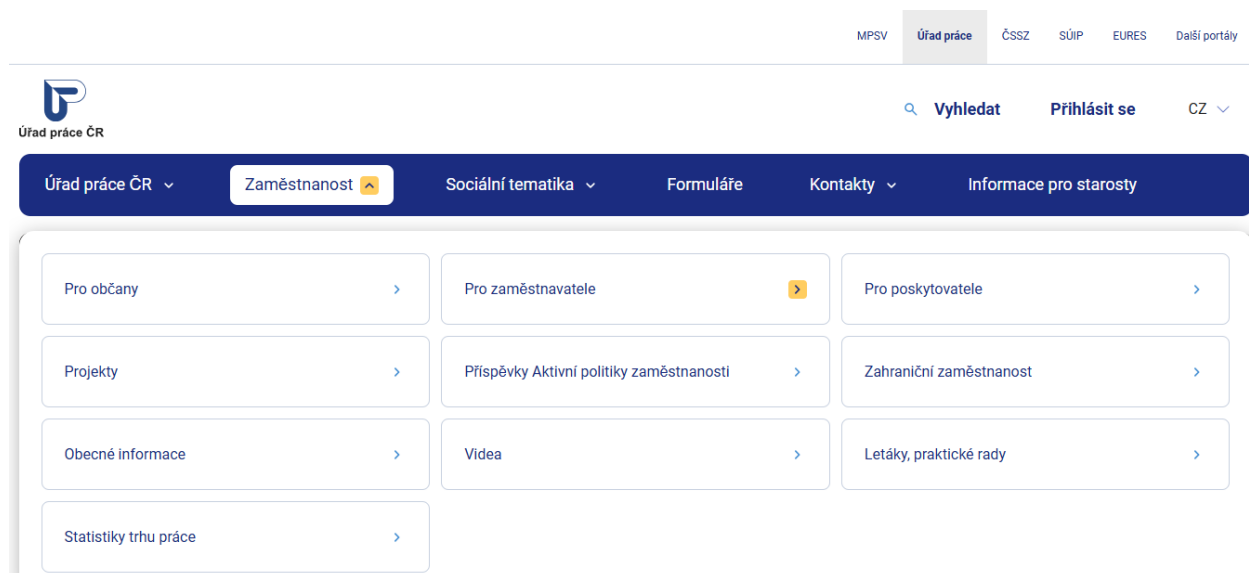 MPSV Úřad práce ČSSZ SÚIP EURES Další portály
Úřad práce ČR
Vyhledat Přihlásit se CZ
Úřad práce ČR Zaměstnanost Sociální tematika Formuláře Kontakty Informace pro starosty
Pro občany Pro zaměstnavatele Pro poskytovatele
Projekty Příspěvky Aktivní politiky zaměstnanosti Zahraniční zaměstnanost
Obecné informace Videa Letáky, praktické rady
Statistiky trhu práce